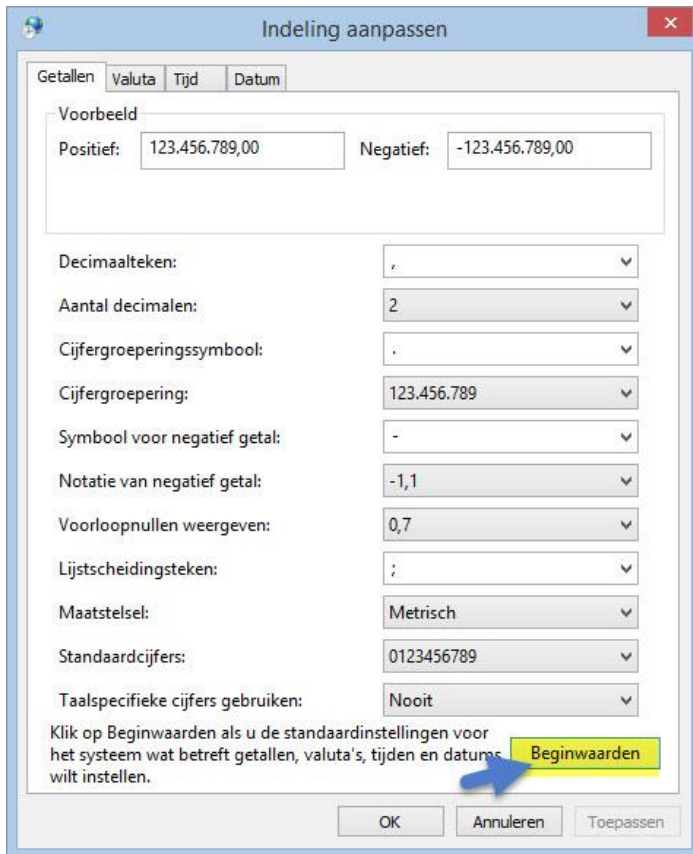 Indeling aanpassen
Getallen Valuta Tijd Datum
Voorbeeld
Positief: 123.456.789,00 Negatief: -123.456.789,00
Decimaalteken: ,
Aantal decimalen: 2
Cijfergroeperingssymbool: .
Cijfergroepering: 123.456.789
Symbool voor negatief getal: -
Notatie van negatief getal: -1,1
Voorloopnullen weergeven: 0,7
Lijstscheidingsteken: ;
Maatstelsel: Metrisch
Standaardcijfers: 0123456789
Taalspecifieke cijfers gebruiken: Nooit
Klik op Beginwaarden als u de standaardinstellingen voor
het systeem wat betreft getallen, valuta's, tijden en datums
wilt instellen.
Beginwaarden
OK Annuleren Toepassen